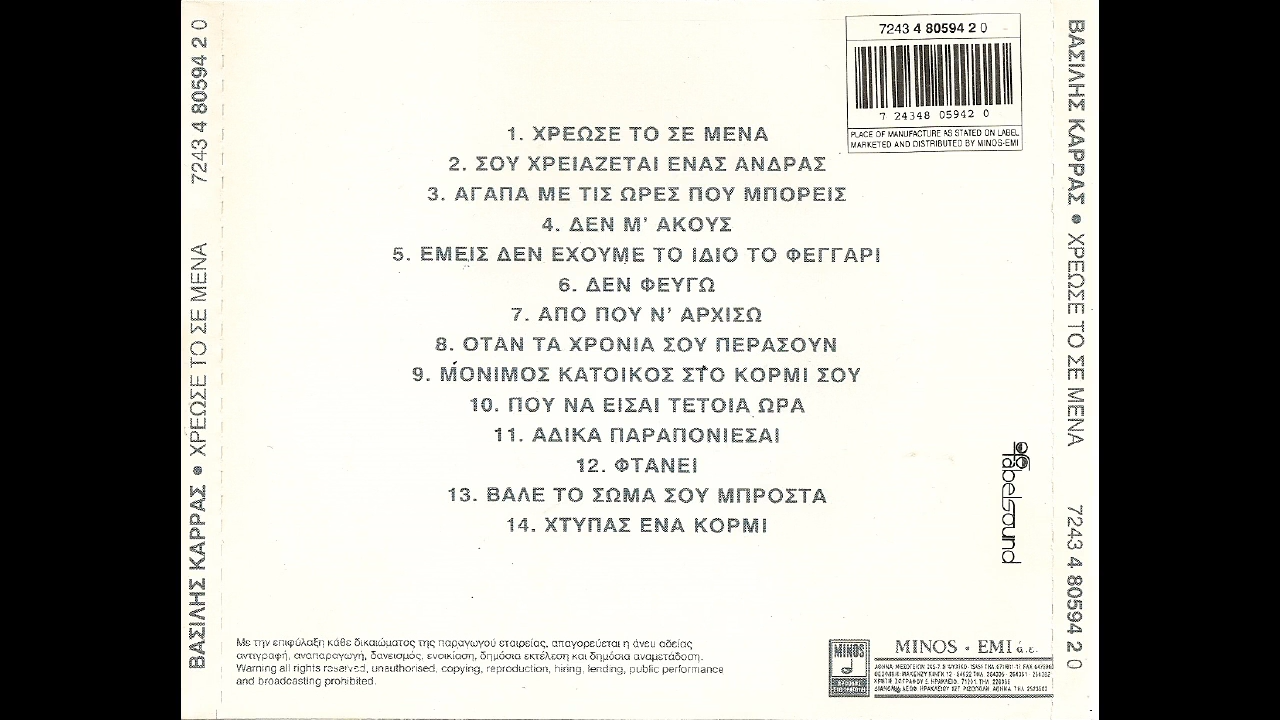 7243 4 80594 2 0
7 24348 05942 0
PLACE OF MANUFACTURE AS STATED ON LABEL
MARKETED AND DISTRIBUTED BY MINOS-EMI
1. ΧΡΕΩΣΕ ΤΟ ΣΕ ΜΕΝΑ
2. ΣΟΥ ΧΡΕΙΑΖΕΤΑΙ ΕΝΑΣ ΑΝΔΡΑΣ
3. ΑΓΑΠΑ ΜΕ ΤΙΣ ΩΡΕΣ ΠΟΥ ΜΠΟΡΕΙΣ
4. ΔΕΝ Μ' ΑΚΟΥΣ
5. ΕΜΕΙΣ ΔΕΝ ΕΧΟΥΜΕ ΤΟ ΙΔΙΟ ΤΟ ΦΕΓΓΑΡΙ
6. ΔΕΝ ΦΕΥΓΩ
7. ΑΠΟ ΠΟΥ Ν' ΑΡΧΙΣΩ
8. ΟΤΑΝ ΤΑ ΧΡΟΝΙΑ ΣΟΥ ΠΕΡΑΣΟΥΝ
9. ΜΟΝΙΜΟΣ ΚΑΤΟΙΚΟΣ ΣΤΟ ΚΟΡΜΙ ΣΟΥ
10. ΠΟΥ ΝΑ ΕΙΣΑΙ ΤΕΤΟΙΑ ΩΡΑ
11. ΑΔΙΚΑ ΠΑΡΑΠΟΝΙΕΣΑΙ
12. ΦΤΑΝΕΙ
13. ΒΑΛΕ ΤΟ ΣΩΜΑ ΣΟΥ ΜΠΡΟΣΤΑ
14. ΧΤΥΠΑΣ ΕΝΑ ΚΟΡΜΙ
ΒΑΣΙΛΗΣ ΚΑΡΡΑΣ • ΧΡΕΩΣΕ ΤΟ ΣΕ ΜΕΝΑ 7243 4 80594 2 0
ΒΑΣΙΛΗΣ ΚΑΡΡΑΣ • ΧΡΕΩΣΕ ΤΟ ΣΕ ΜΕΝΑ 7243 4 80594 2 0
labelsound
Με την επιφύλαξη κάθε δικαιώματος της παραγωγού εταιρείας, απαγορεύεται η άνευ αδείας
αντιγραφή, αναπαραγωγή, δανεισμός, ενοικίαση, δημόσια εκτέλεση και δημόσια αναμετάδοση.
Warning all rights reserved, unauthorised, copying, reproduction, hiring, lending, public performance
and broadcasting prohibited.
MINOS
MINOS • EMI α.ε.